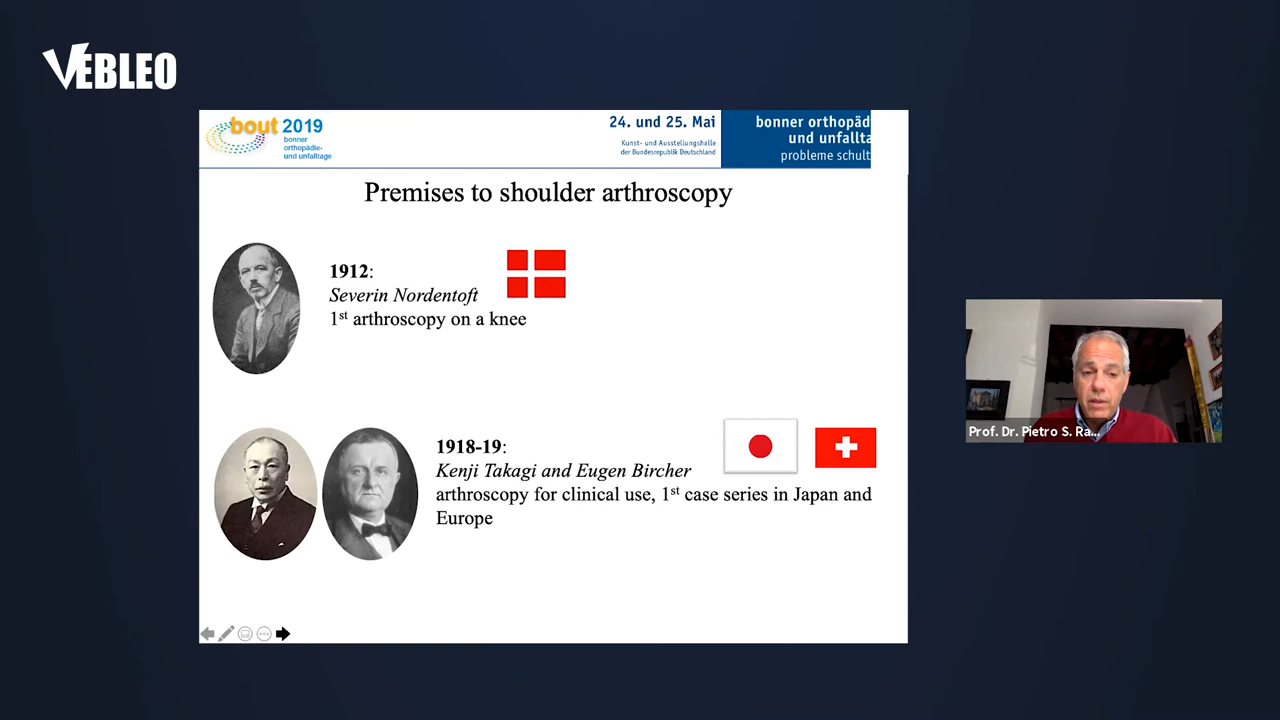 VEBLEO
bout 2019
bonner
orthopädie-
und unfalltage
24. und 25. Mai
Kunst- und Ausstellungshalle
der Bundesrepublik Deutschland
bonner orthopäd
und unfallta
probleme schult
Premises to shoulder arthroscopy
1912:
Severin Nordentoft
1st arthroscopy on a knee
1918-19:
Kenji Takagi and Eugen Bircher
arthroscopy for clinical use, 1st case series in Japan and
Europe
Prof. Dr. Pietro S. Ra...